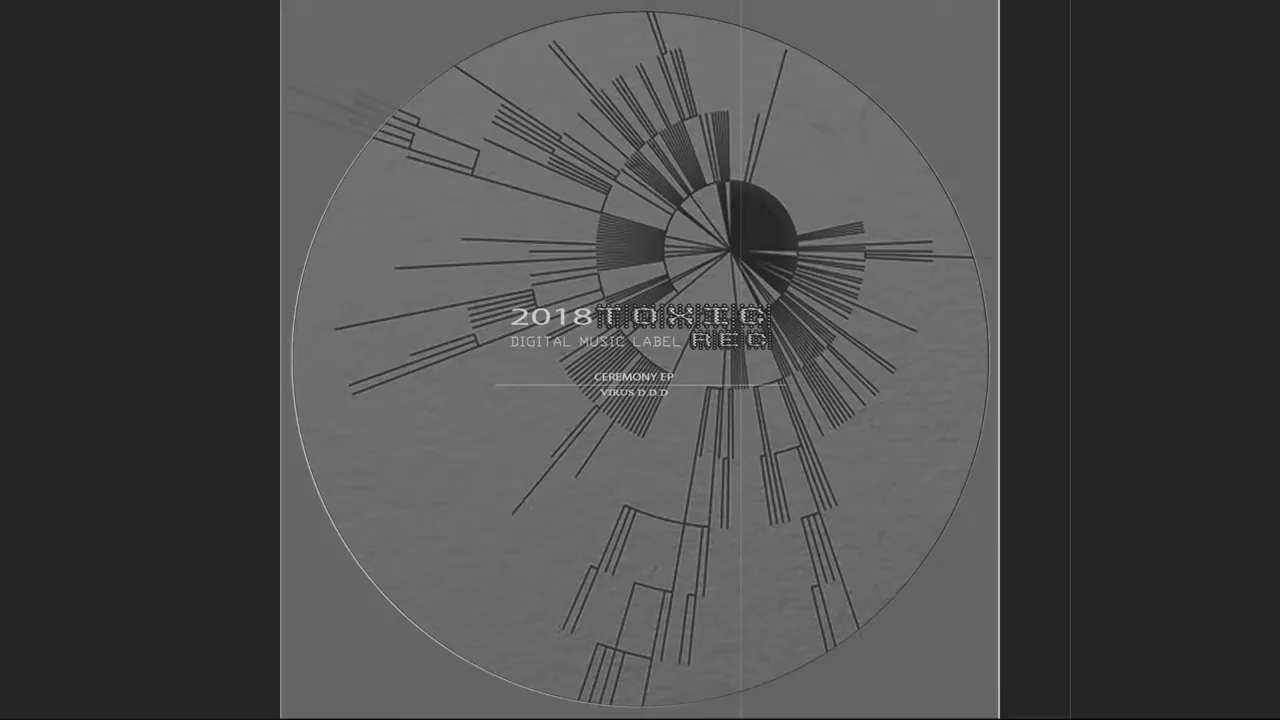 2018 TOXIC
DIGITAL MUSIC LABEL REC
CEREMONY EP
VIRUS D.D.D